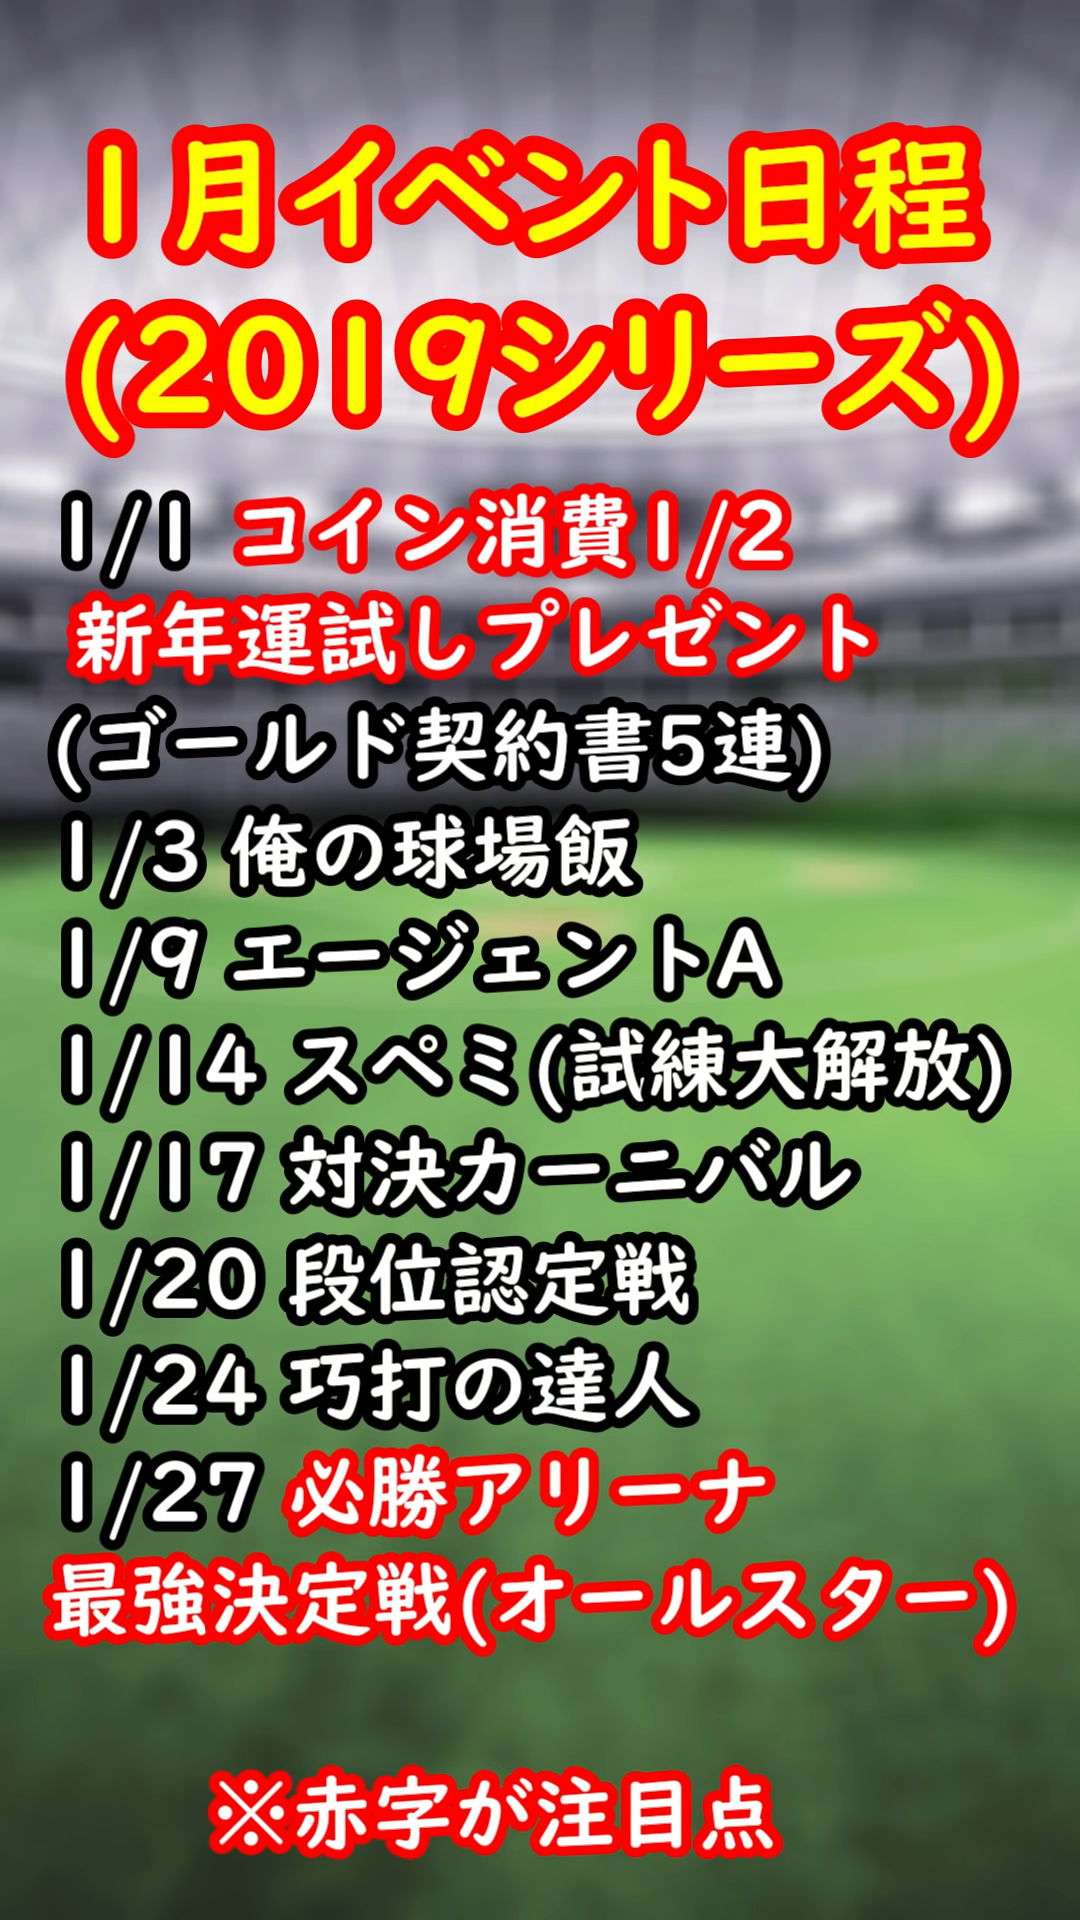 1月イベント日程
(2019シリーズ)
1/1 コイン消費1/2
新年運試しプレゼント
(ゴールド契約書5連)
1/3 俺の球場飯
1/9 エージェントA
1/14 スペミ(試練大解放)
1/17 対決カーニバル
1/20 段位認定戦
1/24 巧打の達人
1/27 必勝アリーナ
最強決定戦(オールスター)
※赤字が注目点